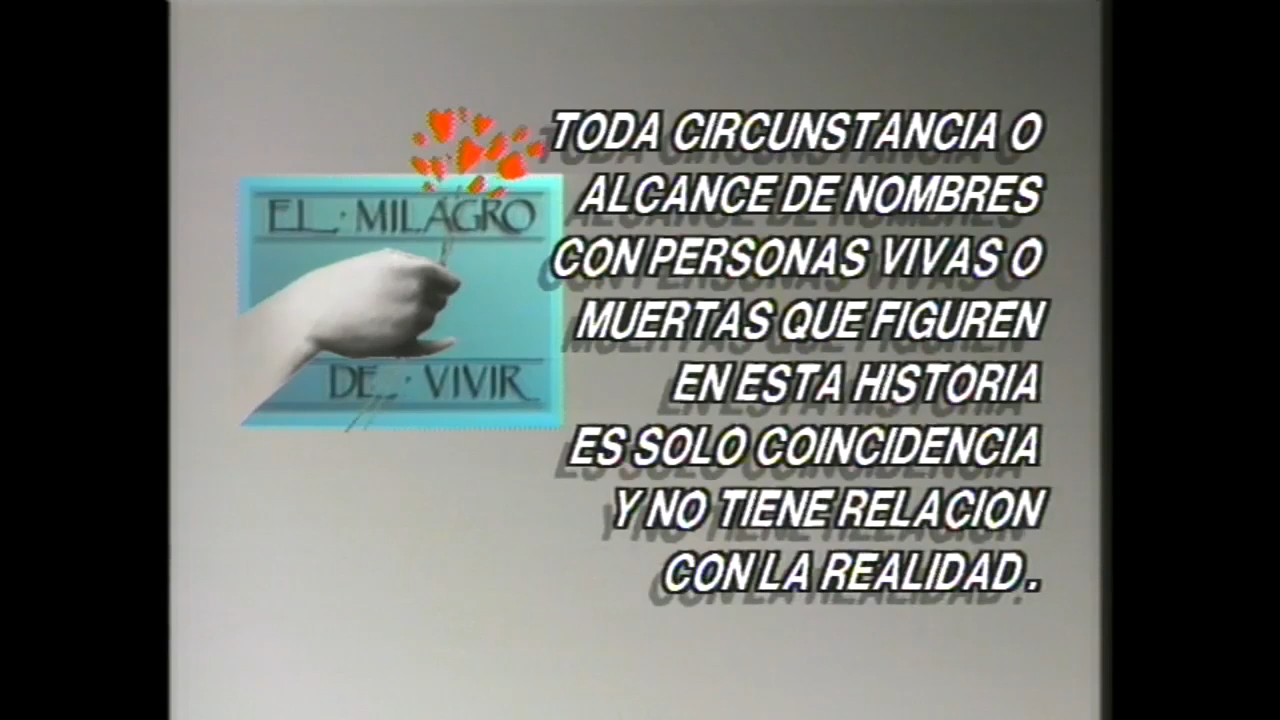 EL · MILAGRO
DE · VIVIR
TODA CIRCUNSTANCIA O
ALCANCE DE NOMBRES
CON PERSONAS VIVAS O
MUERTAS QUE FIGUREN
EN ESTA HISTORIA
ES SOLO COINCIDENCIA
Y NO TIENE RELACION
CON LA REALIDAD.